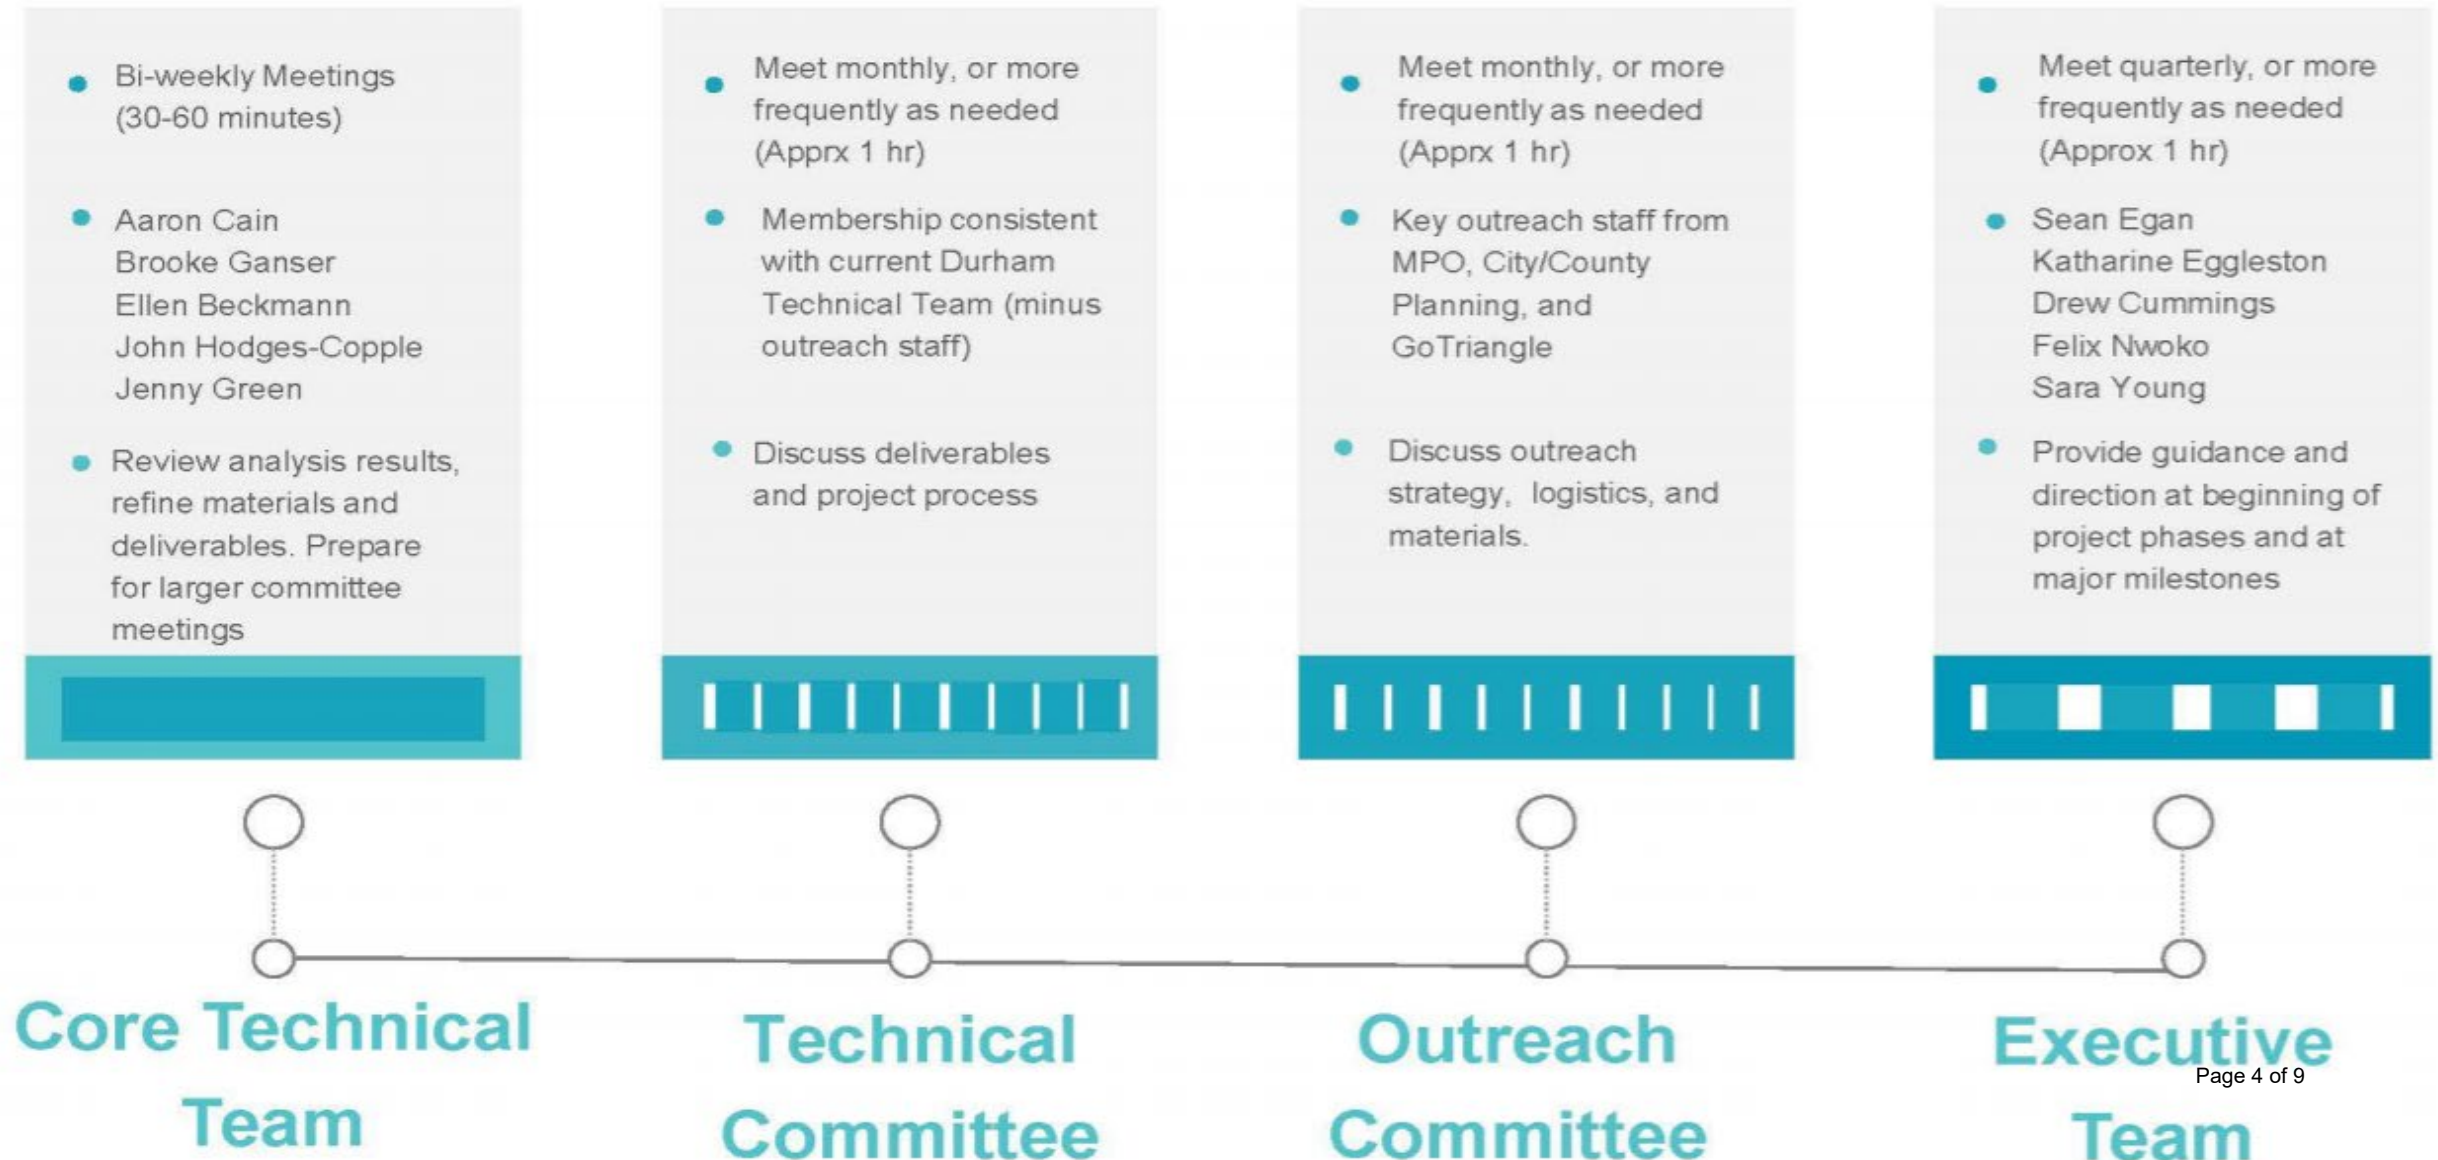 Bi-weekly Meetings
(30-60 minutes)
Aaron Cain
Brooke Ganser
Ellen Beckmann
John Hodges-Copple
Jenny Green
Review analysis results,
refine materials and
deliverables. Prepare
for larger committee
meetings
Core Technical
Team
Meet monthly, or more
frequently as needed
(Apprx 1 hr)
Membership consistent
with current Durham
Technical Team (minus
outreach staff)
Discuss deliverables
and project process
Technical
Committee
Meet monthly, or more
frequently as needed
(Apprx 1 hr)
Key outreach staff from
MPO, City/County
Planning, and
GoTriangle
Discuss outreach
strategy, logistics, and
materials.
Outreach
Committee
Meet quarterly, or more
frequently as needed
(Approx 1 hr)
Sean Egan
Katharine Eggleston
Drew Cummings
Felix Nwoko
Sara Young
Provide guidance and
direction at beginning of
project phases and at
major milestones
Executive
Team
Page 4 of 9